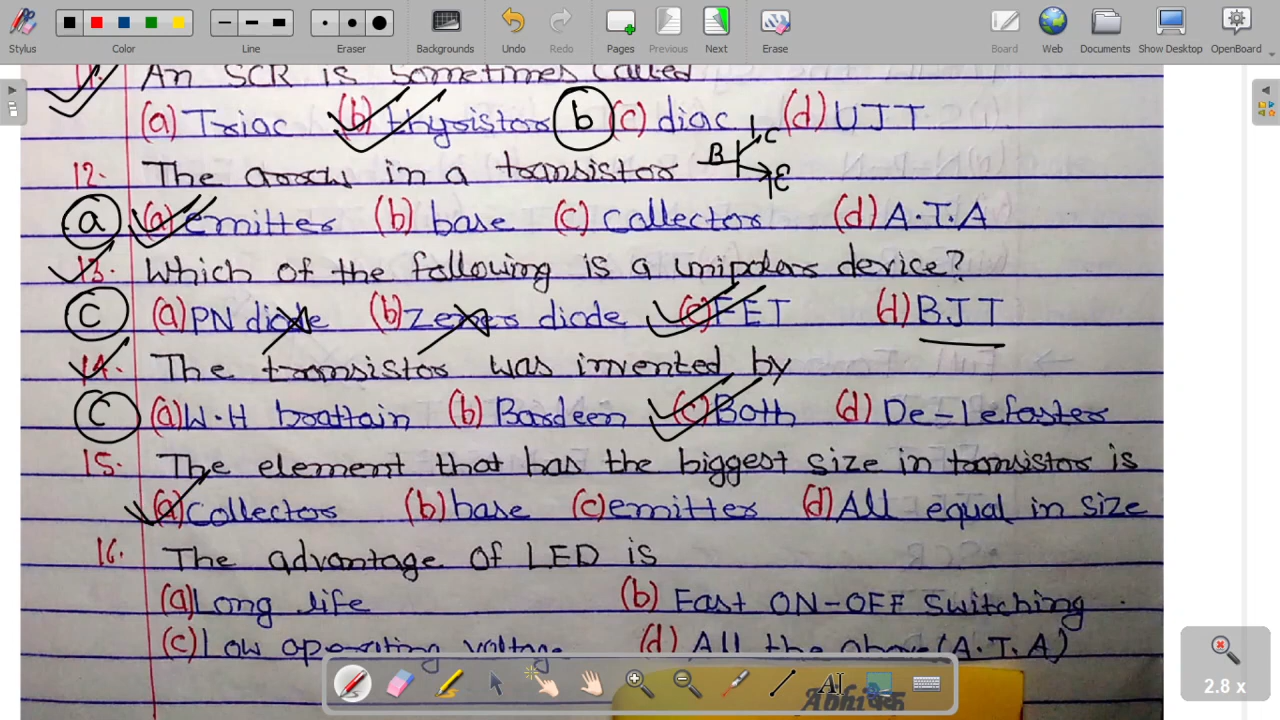 Stylus Color Line Eraser Backgrounds Undo Redo Pages Previous Next Erase Board Web Documents Show Desktop OpenBoard
11. An SCR is sometimes called
(a) Triac (b) thyristor b (c) diac (d) UJT
B C E
12. The arrow in a transistor
a (a) emitter (b) base (c) collector (d) A.T.A
13. Which of the following is a unipolar device?
C (a) PN diode (b) Zener diode (c) FET (d) BJT
14. The transistor was invented by
C (a) W.H brattain (b) Bardeen (c) Both (d) De-lefoster
15. The element that has the biggest size in transistor is
(a) Collector (b) base (c) emitter (d) All equal in size
16. The advantage of LED is
(a) Long life (b) Fast ON-OFF switching
(c) Low operating voltage (d) All the above (A.T.A)
अभिषेक
2.8 x